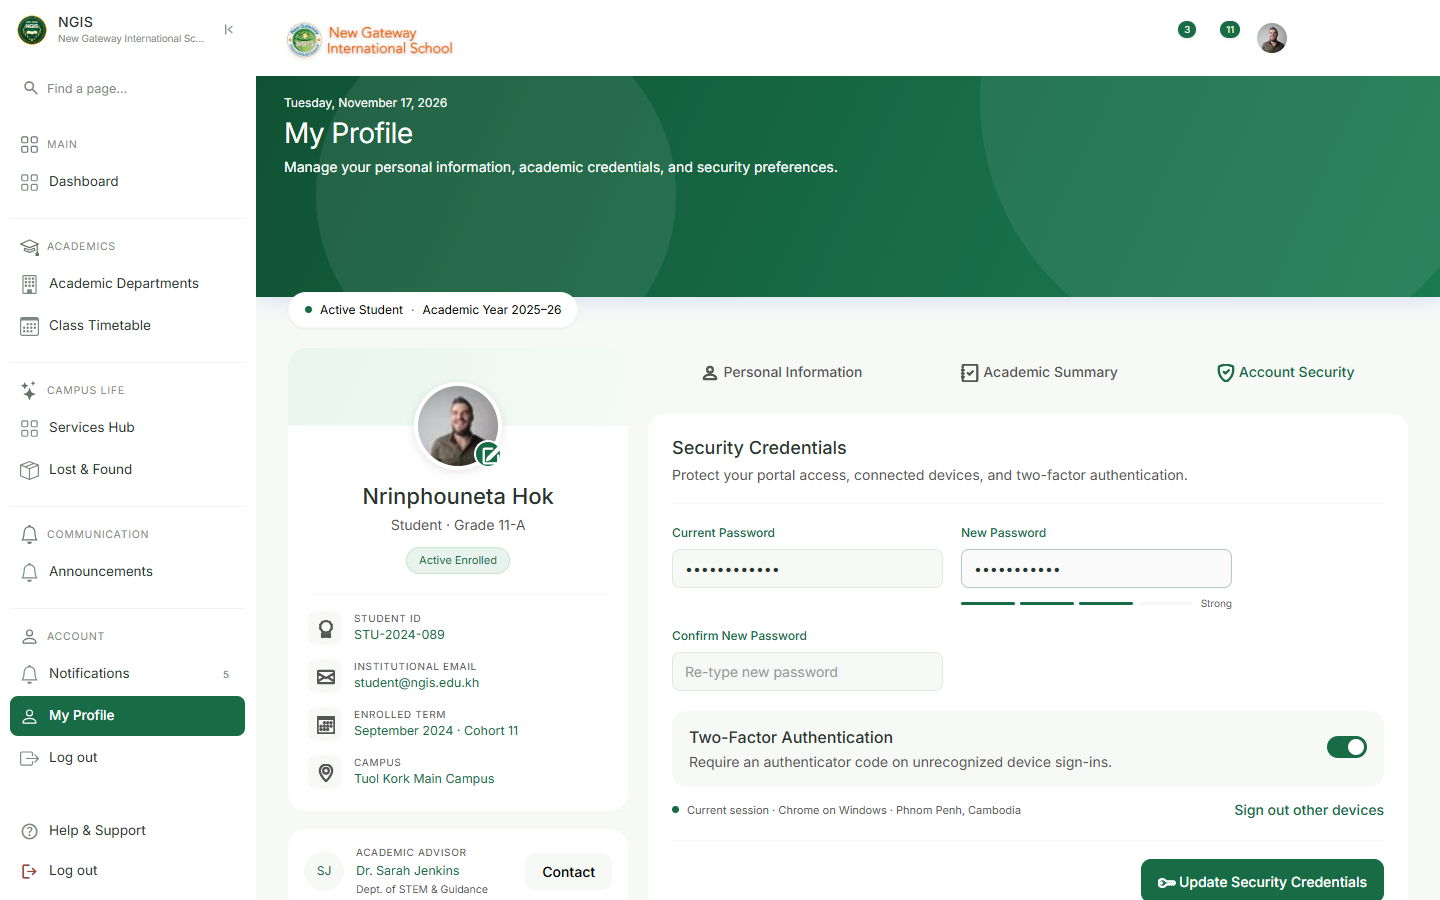 NGIS
New Gateway International Sc...
Find a page...
MAIN
Dashboard
ACADEMICS
Academic Departments
Class Timetable
CAMPUS LIFE
Services Hub
Lost & Found
COMMUNICATION
Announcements
ACCOUNT
Notifications 5
My Profile
Log out
Help & Support
Log out
New Gateway
International School
3 11
Tuesday, November 17, 2026
My Profile
Manage your personal information, academic credentials, and security preferences.
Active Student · Academic Year 2025–26
Nrinphouneta Hok
Student · Grade 11-A
Active Enrolled
STUDENT ID
STU-2024-089
INSTITUTIONAL EMAIL
student@ngis.edu.kh
ENROLLED TERM
September 2024 · Cohort 11
CAMPUS
Tuol Kork Main Campus
SJ
ACADEMIC ADVISOR
Dr. Sarah Jenkins
Dept. of STEM & Guidance
Contact
Personal Information Academic Summary Account Security
Security Credentials
Protect your portal access, connected devices, and two-factor authentication.
Current Password New Password
•••••••••••• •••••••••••
Strong
Confirm New Password
Re-type new password
Two-Factor Authentication
Require an authenticator code on unrecognized device sign-ins.
Current session · Chrome on Windows · Phnom Penh, Cambodia
Sign out other devices
Update Security Credentials